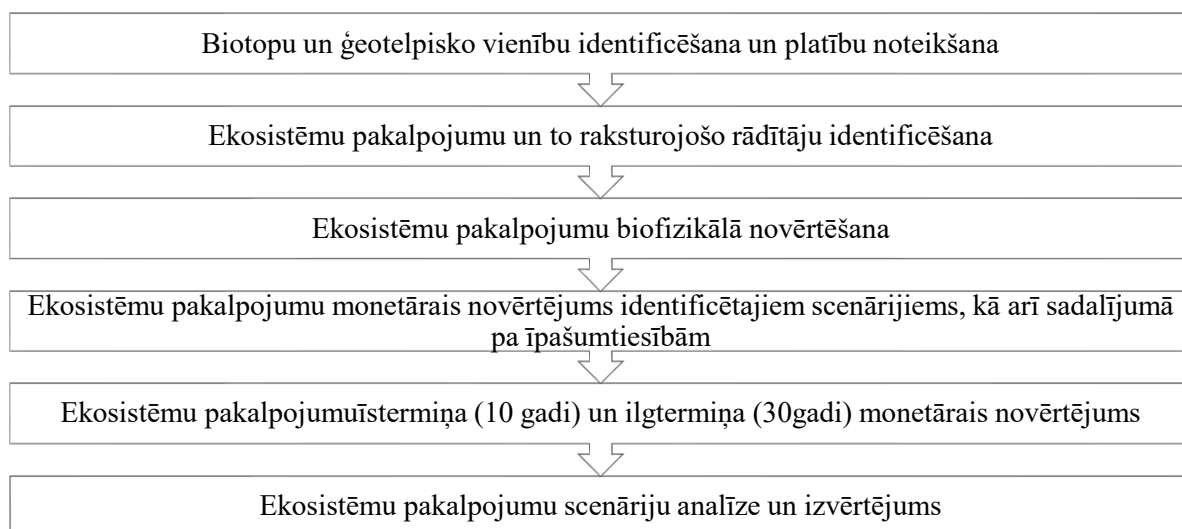 Biotopu un ģeotelpisko vienību identificēšana un platību noteikšana
Ekosistēmu pakalpojumu un to raksturojošo rādītāju identificēšana
Ekosistēmu pakalpojumu biofizikālā novērtēšana
Ekosistēmu pakalpojumu monetārais novērtējums identificētajiem scenārijiem, kā arī sadalījumā
pa īpašumtiesībām
Ekosistēmu pakalpojumuīstermiņa (10 gadi) un ilgtermiņa (30gadi) monetārais novērtējums
Ekosistēmu pakalpojumu scenāriju analīze un izvērtējums